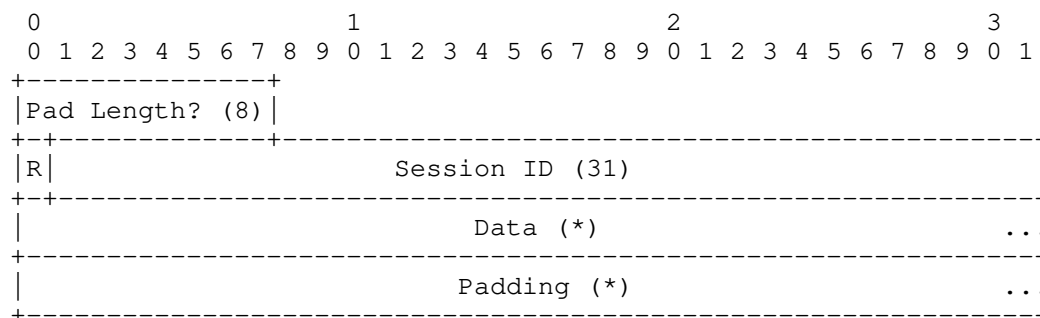 0                   1                   2                   3
0 1 2 3 4 5 6 7 8 9 0 1 2 3 4 5 6 7 8 9 0 1 2 3 4 5 6 7 8 9 0 1
+---------------+
|Pad Length? (8)|
+-+-------------+-----------------------------------------------
|R|                     Session ID (31)
+-+-------------------------------------------------------------
|                           Data (*)                         ...
+---------------------------------------------------------------
|                          Padding (*)                       ...
+---------------------------------------------------------------